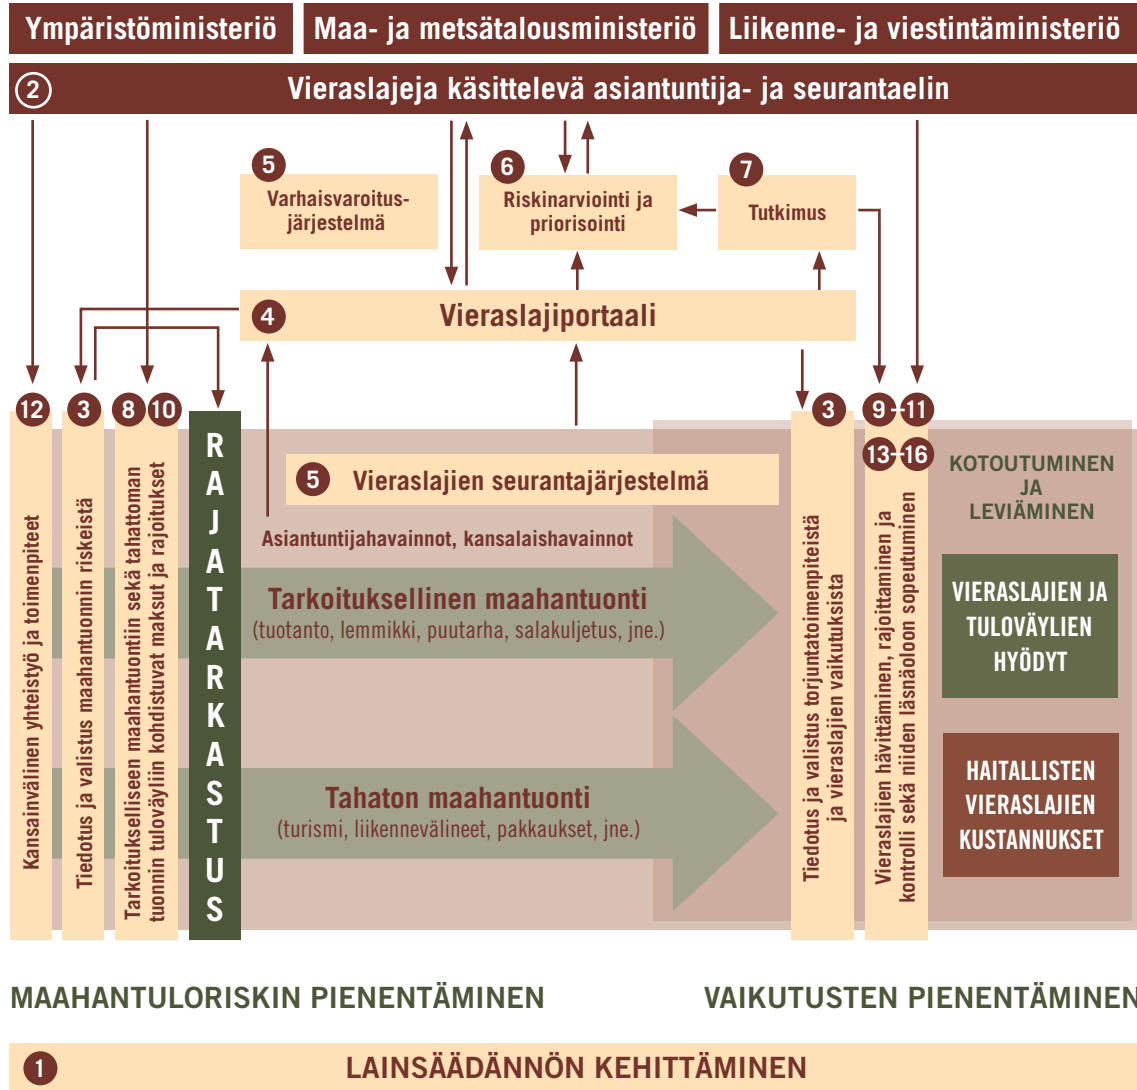 Ympäristöministeriö
Maa- ja metsätalousministeriö
Liikenne- ja viestintäministeriö
2
Vieraslajeja käsittelevä asiantuntija- ja seurantaelin
5
Varhaisvaroitus-
järjestelmä
6
Riskinarviointi ja
priorisointi
7
Tutkimus
4
Vieraslajiportaali
12
Kansainvälinen yhteistyö ja toimenpiteet
3
Tiedotus ja valistus maahantuonnin riskeistä
8 10
Tarkoitukselliseen maahantuontiin sekä tahattoman
tuonnin tuloväyliin kohdistuvat maksut ja rajoitukset
RAJATARKASTUS
5
Vieraslajien seurantajärjestelmä
Asiantuntijahavainnot, kansalaishavainnot
Tarkoituksellinen maahantuonti
(tuotanto, lemmikki, puutarha, salakuljetus, jne.)
Tahaton maahantuonti
(turismi, liikennevälineet, pakkaukset, jne.)
3
Tiedotus ja valistus torjuntatoimenpiteistä
ja vieraslajien vaikutuksista
9–11
13–16
Vieraslajien hävittäminen, rajoittaminen ja
kontrolli sekä niiden läsnäoloon sopeutuminen
KOTOUTUMINEN
JA
LEVIÄMINEN
VIERASLAJIEN JA
TULOVÄYLIEN
HYÖDYT
HAITALLISTEN
VIERASLAJIEN
KUSTANNUKSET
MAAHANTULORISKIN PIENENTÄMINEN
VAIKUTUSTEN PIENENTÄMINEN
1
LAINSÄÄDÄNNÖN KEHITTÄMINEN